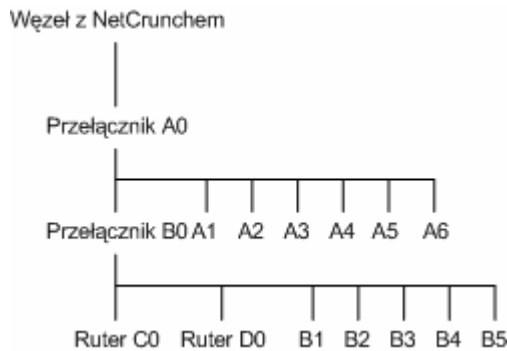 Węzeł z NetCrunchem
Przełącznik A0
Przełącznik B0 A1 A2 A3 A4 A5 A6
Ruter C0 Ruter D0 B1 B2 B3 B4 B5